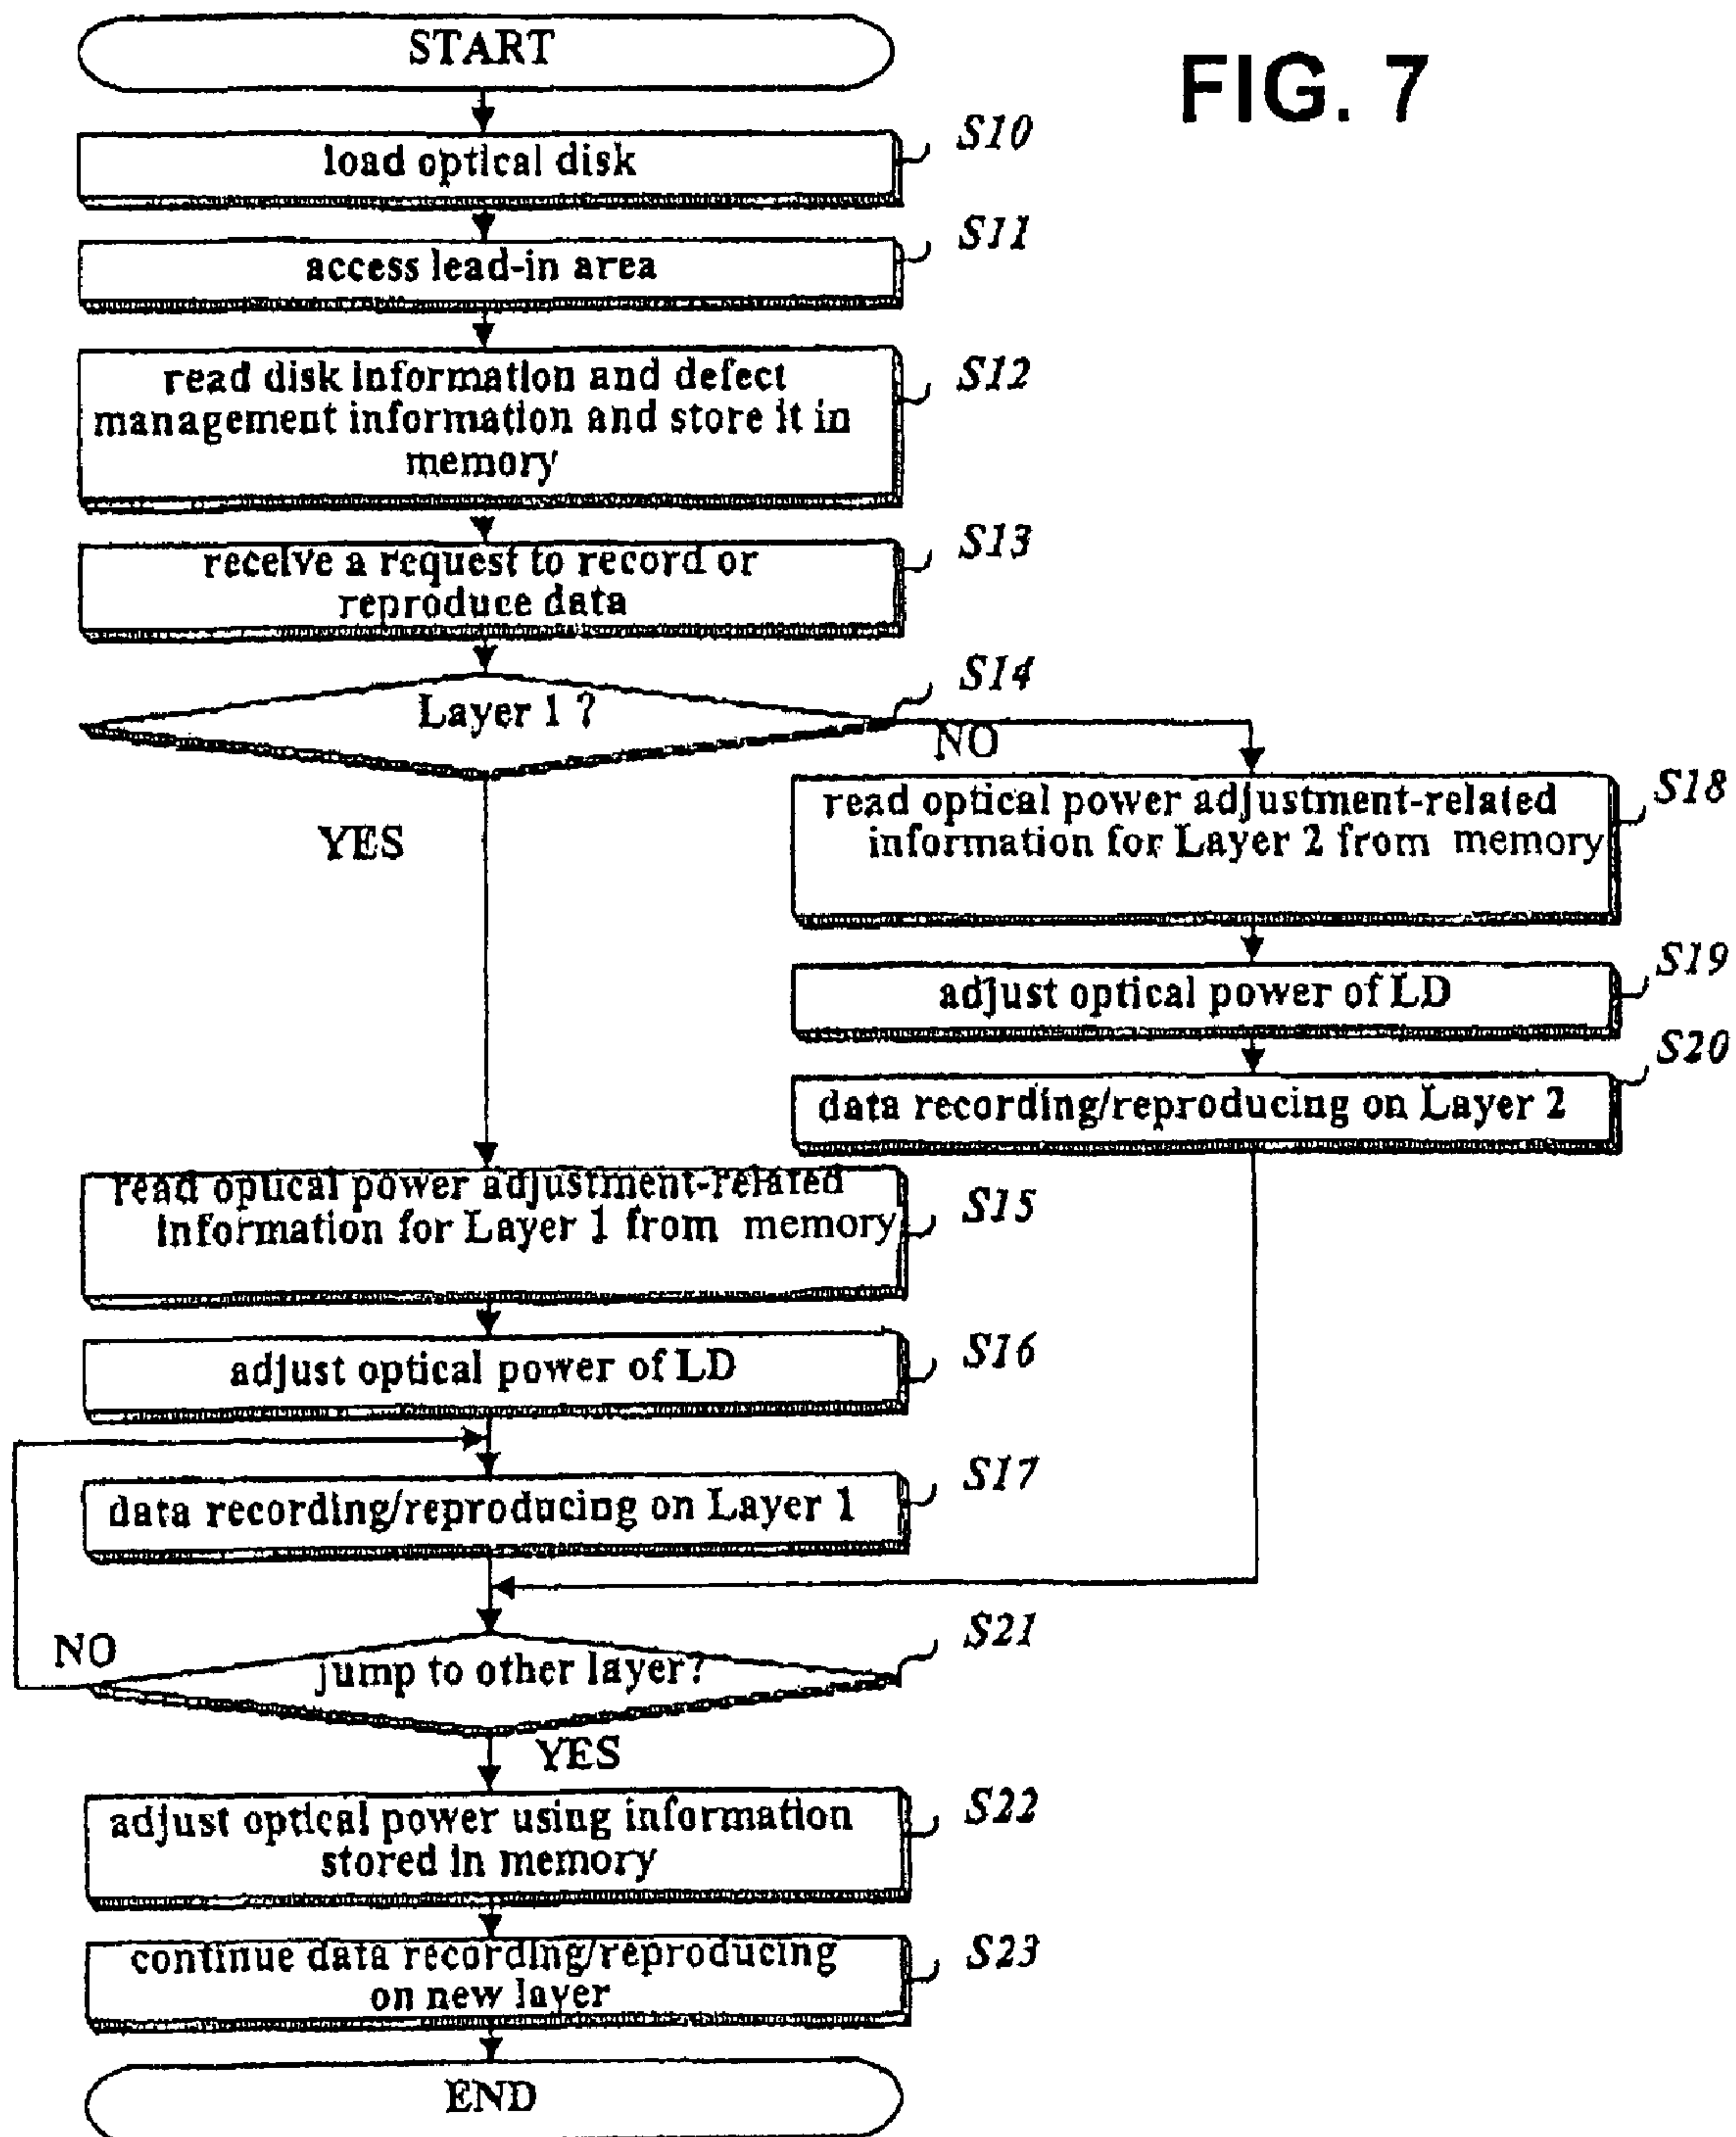 FIG. 7
START
S10
load optical disk
S11
access lead-in area
S12
read disk information and defect
management information and store it in
memory
S13
receive a request to record or
reproduce data
S14
Layer 1 ?
NO
YES
S18
read optical power adjustment-related
information for Layer 2 from memory
S19
adjust optical power of LD
S20
data recording/reproducing on Layer 2
S15
read optical power adjustment-related
information for Layer 1 from memory
S16
adjust optical power of LD
S17
data recording/reproducing on Layer 1
S21
NO
jump to other layer?
YES
S22
adjust optical power using information
stored in memory
S23
continue data recording/reproducing
on new layer
END